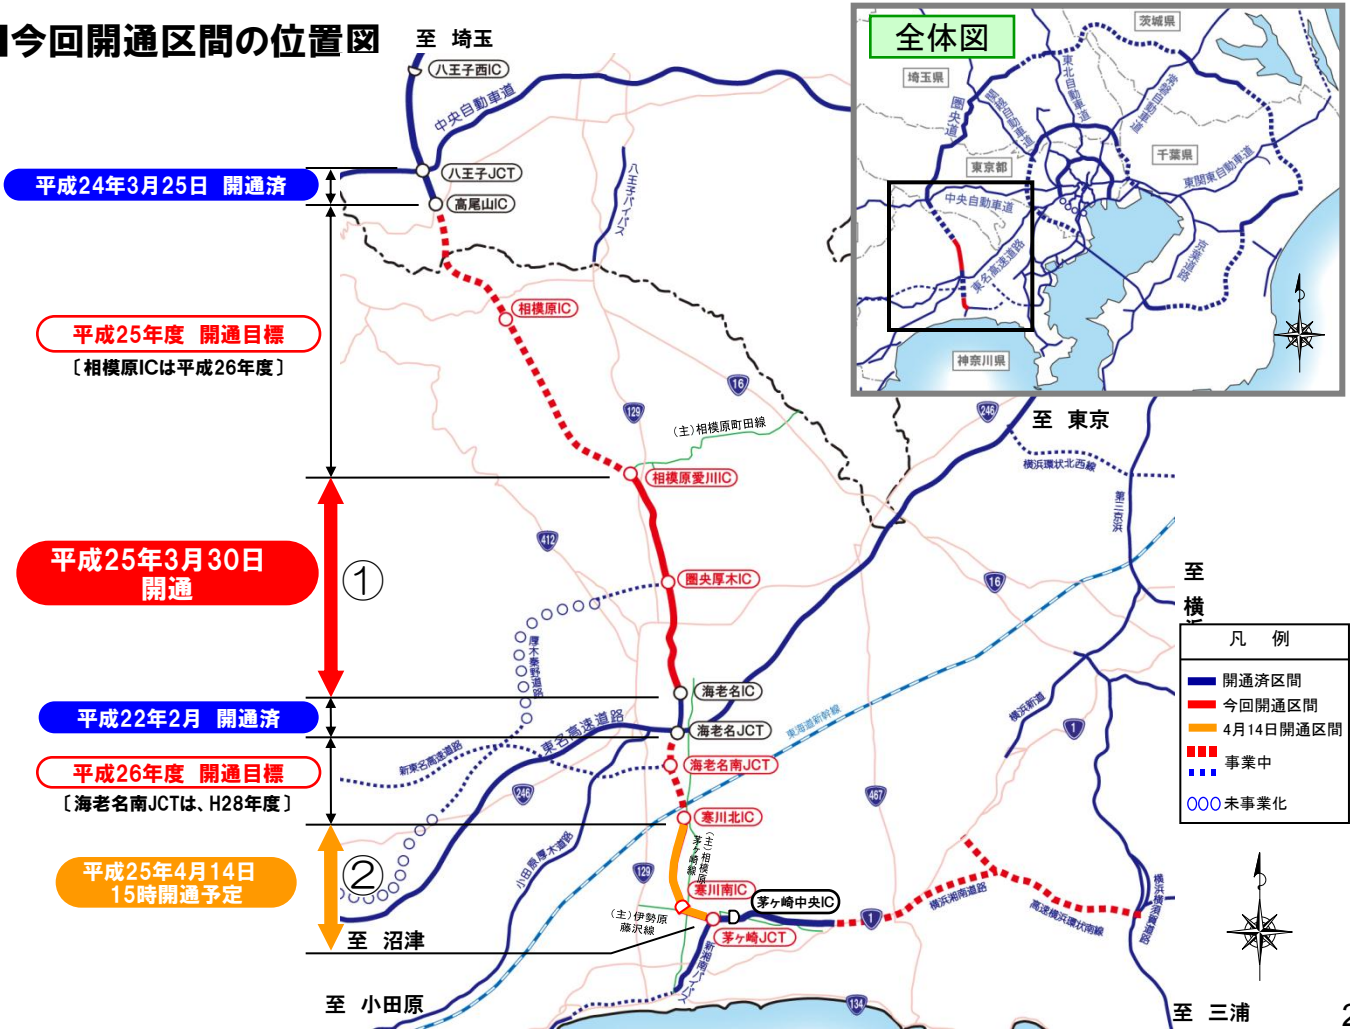 今回開通区間の位置図
至 埼玉
八王子西IC
中央自動車道
八王子JCT
高尾山IC
八王子バイパス
平成24年3月25日 開通済
平成25年度 開通目標
〔相模原ICは平成26年度〕
相模原IC
129
16
(主)相模原町田線
246
至 東京
相模原愛川IC
横浜環状北西線
第三京浜
平成25年3月30日
開通
①
412
圏央厚木IC
16
至
横
厚木秦野道路
海老名IC
平成22年2月 開通済
海老名JCT
東名高速道路
新東名高速道路
東海道新幹線
横浜新道
1
平成26年度 開通目標
〔海老名南JCTは、H28年度〕
海老名南JCT
246
467
寒川北IC
小田原厚木道路
(主)相模原
茅ヶ崎線
平成25年4月14日
15時開通予定
②
129
寒川南IC
茅ヶ崎中央IC
(主)伊勢原
藤沢線
茅ヶ崎JCT
1
横浜湘南道路
高速横浜環状南線
横浜横須賀道路
新湘南バイパス
至 沼津
至 小田原
134
至 三浦
2
全体図
茨城県
埼玉県
東北自動車道
常磐自動車道
関越自動車道
圏央道
東京都
千葉県
東関東自動車道
中央自動車道
東名高速道路
京葉道路
神奈川県
凡 例
開通済区間
今回開通区間
4月14日開通区間
事業中
未事業化